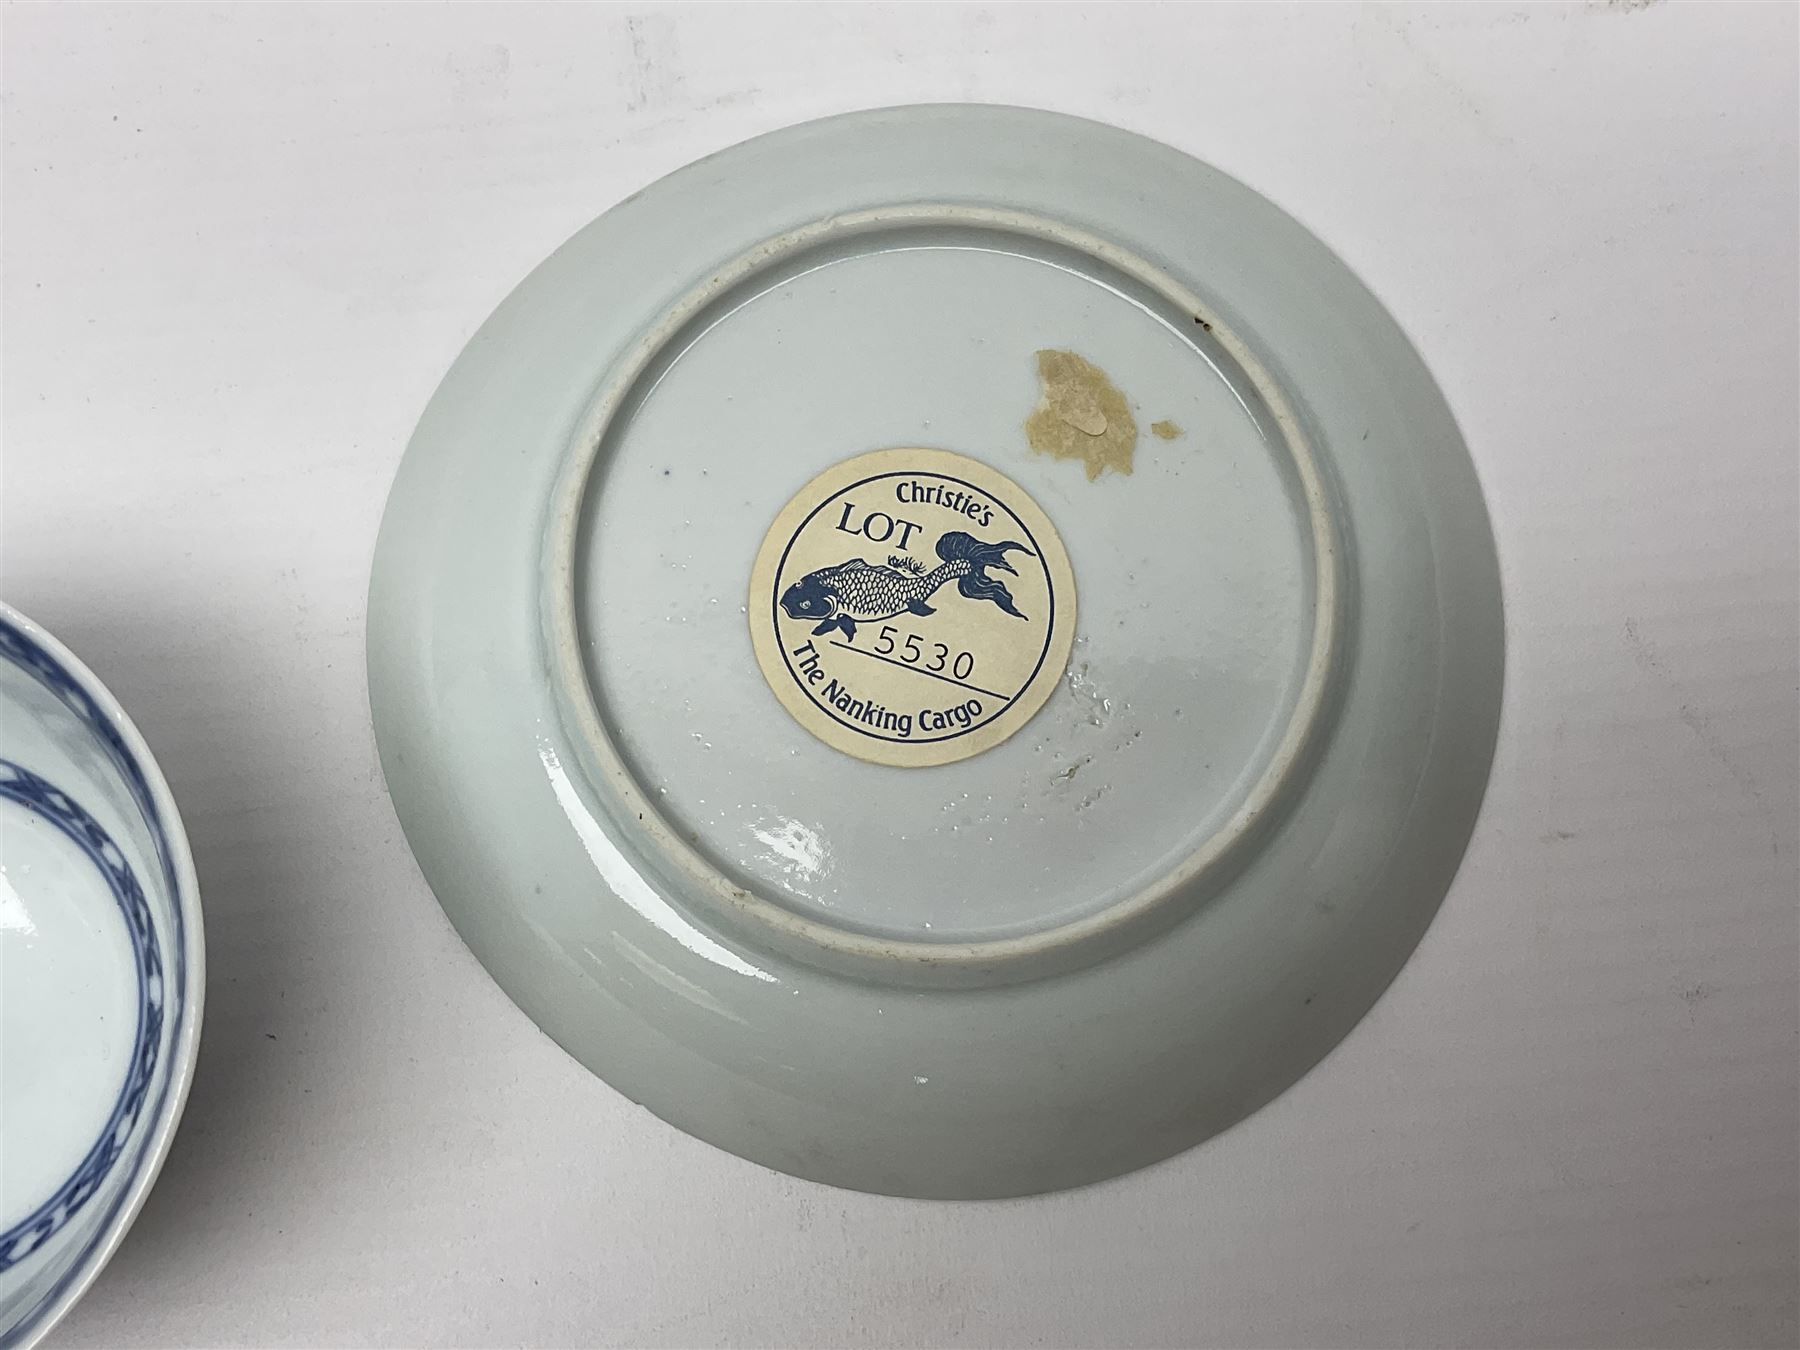 Christie's
LOT
5530
The Nanking Cargo